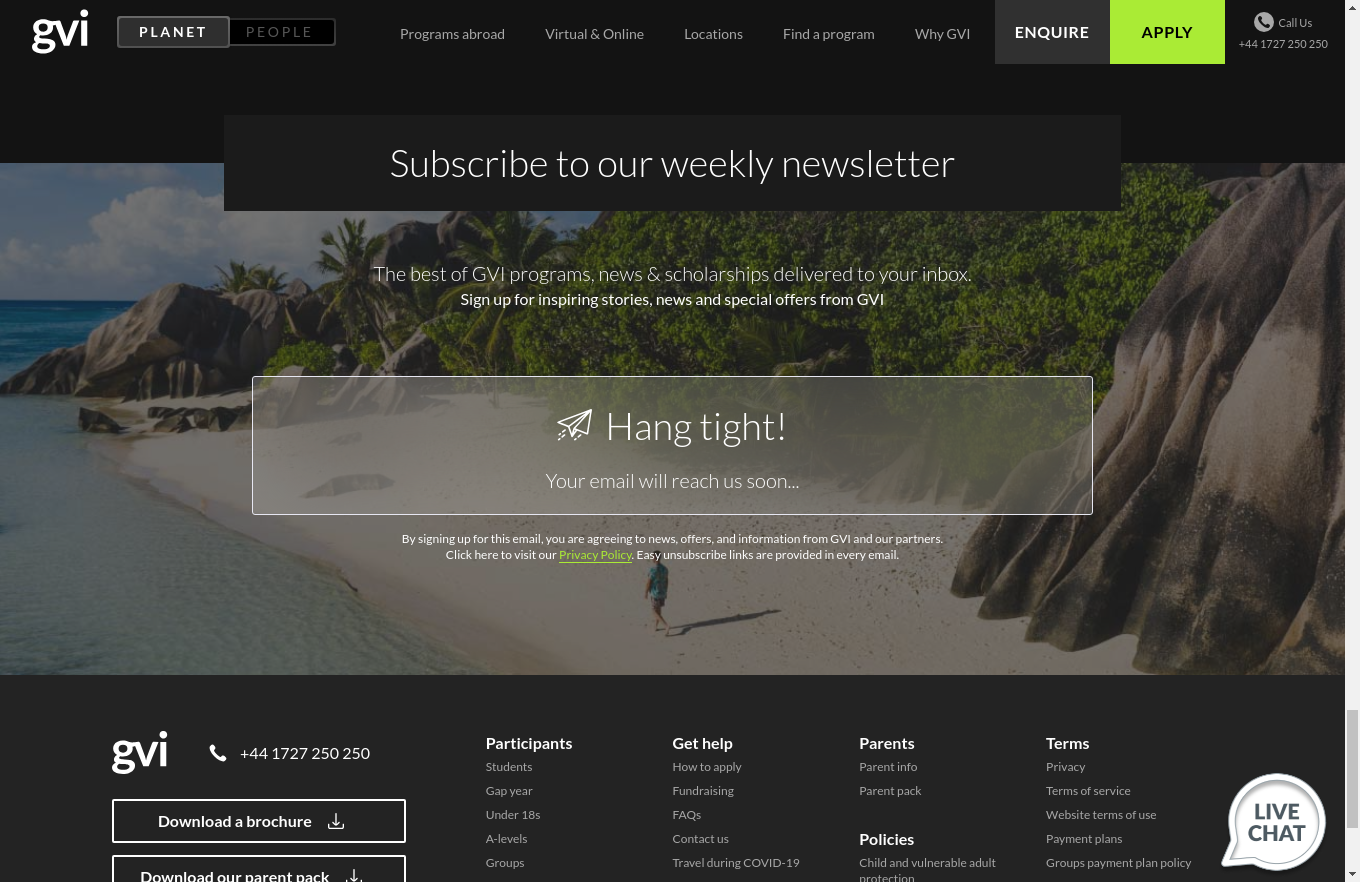 gvi
PLANET
PEOPLE
Programs abroad
Virtual & Online
Locations
Find a program
Why GVI
ENQUIRE
APPLY
Call Us
+44 1727 250 250
Subscribe to our weekly newsletter
The best of GVI programs, news & scholarships delivered to your inbox.
Sign up for inspiring stories, news and special offers from GVI
Hang tight!
Your email will reach us soon...
By signing up for this email, you are agreeing to news, offers, and information from GVI and our partners.
Click here to visit our Privacy Policy. Easy unsubscribe links are provided in every email.
gvi
+44 1727 250 250
Download a brochure
Download our parent pack
Participants
Students
Gap year
Under 18s
A-levels
Groups
Get help
How to apply
Fundraising
FAQs
Contact us
Travel during COVID-19
Parents
Parent info
Parent pack
Policies
Child and vulnerable adult
protection
Terms
Privacy
Terms of service
Website terms of use
Payment plans
Groups payment plan policy
LIVE
CHAT